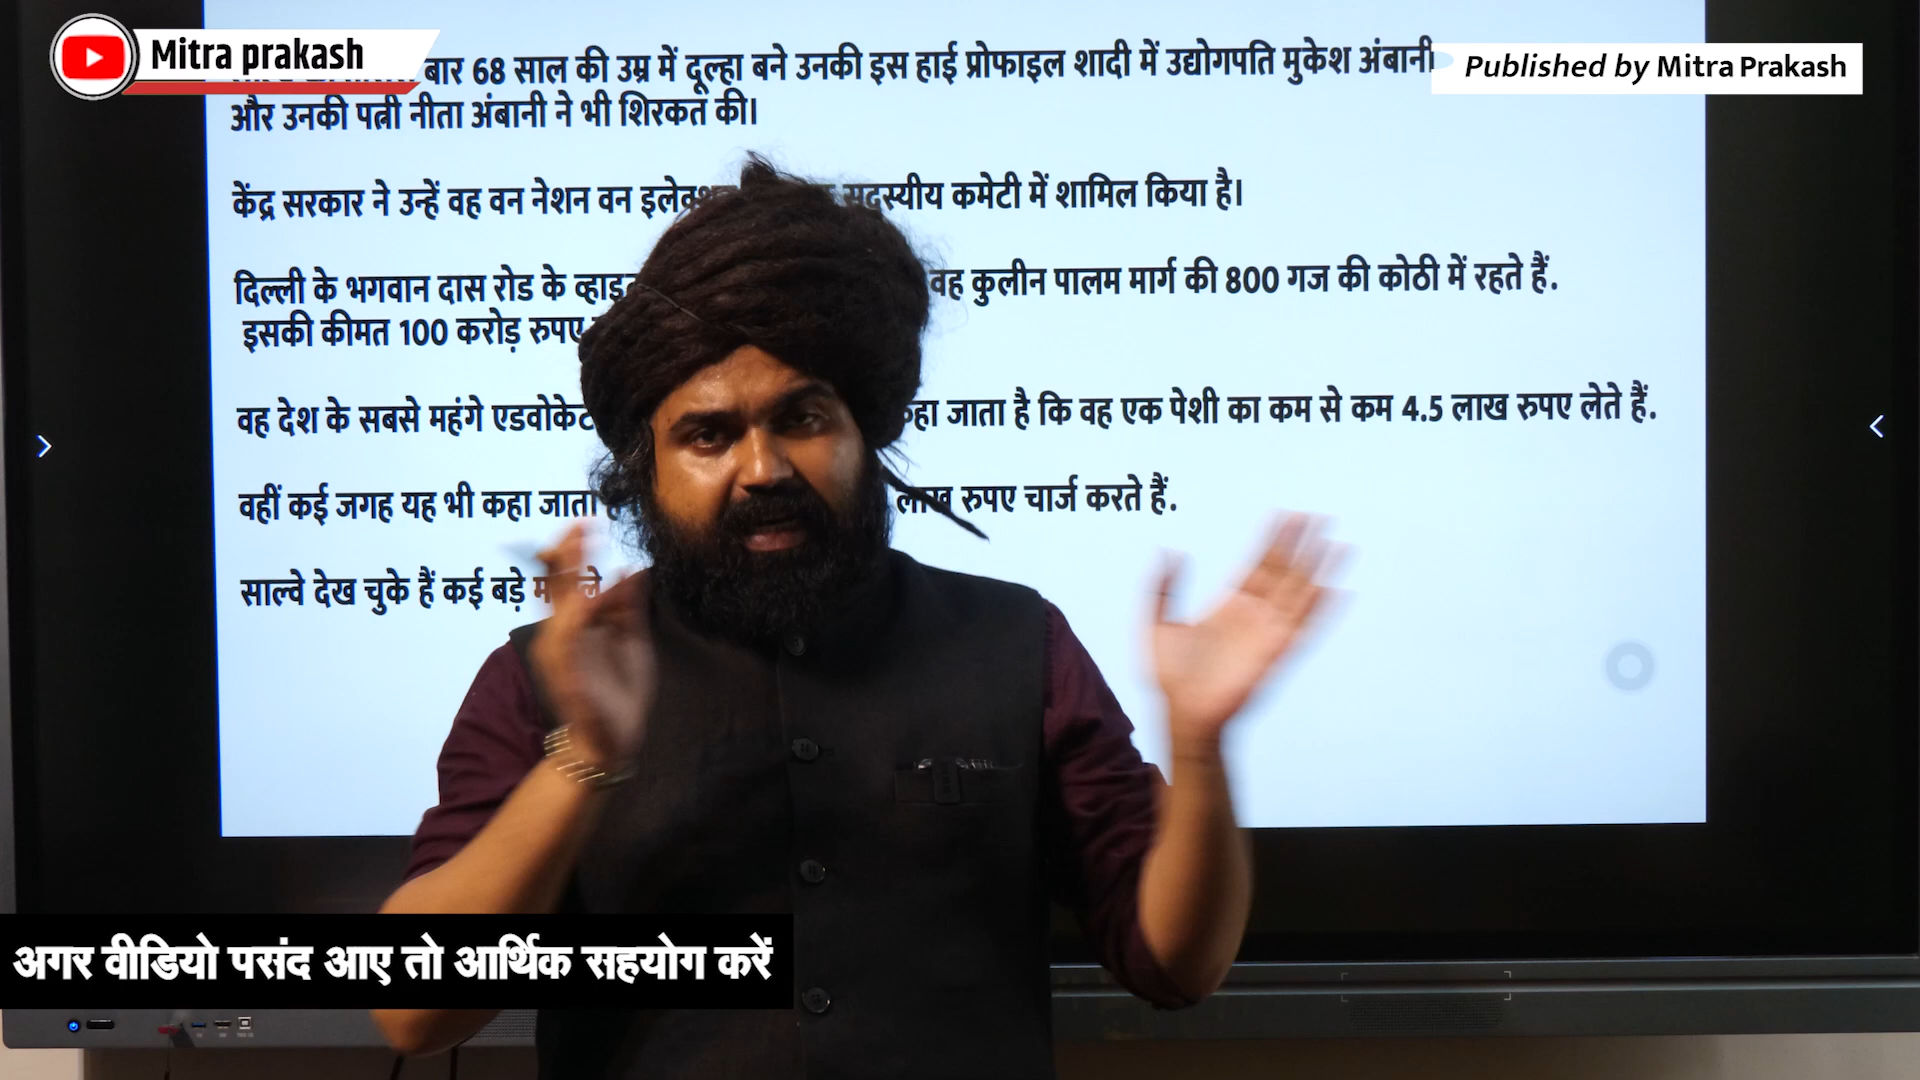 Mitra prakash
Published by Mitra Prakash
बार 68 साल की उम्र में दूल्हा बने उनकी इस हाई प्रोफाइल शादी में उद्योगपति मुकेश अंबानी
और उनकी पत्नी नीता अंबानी ने भी शिरकत की।
केंद्र सरकार ने उन्हें वह वन नेशन वन सदस्यीय कमेटी में शामिल किया है।
दिल्ली के भगवान दास रोड के वह कुलीन पालम मार्ग की 800 गज की कोठी में रहते हैं.
इसकी कीमत 100 करोड़ रुपए
वह देश के सबसे महंगे एडवोकेट कहा जाता है कि वह एक पेशी का कम से कम 4.5 लाख रुपए लेते हैं.
वहीं कई जगह यह भी कहा जाता लाख रुपए चार्ज करते हैं.
साल्वे देख चुके हैं कई बड़े
अगर वीडियो पसंद आए तो आर्थिक सहयोग करें